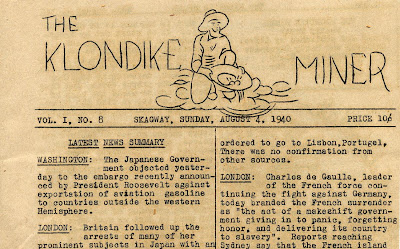 THE
KLONDIKE MINER
VOL. I, NO. 8 SKAGWAY, SUNDAY, AUGUST 4, 1940 PRICE 10¢
LATEST NEWS SUMMARY
WASHINGTON: The Japanese Govern-
ment objected yester-
day to the embargo recently announc-
ed by President Roosevelt against
exportation of aviation gasoline
to countries outside the western
Hemisphere.
LONDON: Britain followed up the
arrests of many of her
prominent subjects in Japan with an
ordered to go to Lisbon,Portugel,
There was no confirmation from
other sources.
LONDON: Charles de Gaulle, leader
of the French force con-
tinuing the fight against Germany,
today branded the French surrender
as "the act of a makeshift govern-
ment giving in to panic, forgetting
honor, and delivering its country
to slavery". Reports reaching
Sydney say that the French island